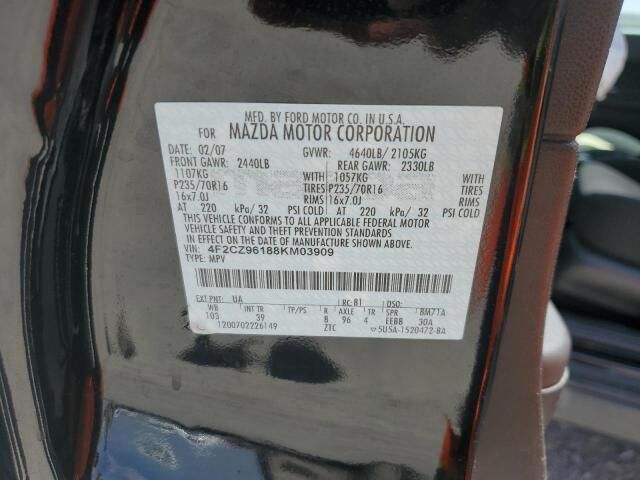 MFD. BY FORD MOTOR CO. IN U.S.A.
FOR MAZDA MOTOR CORPORATION
DATE: 02/07 GVWR: 4640LB/ 2105KG
FRONT GAWR: 2440LB REAR GAWR: 2330LB
1107KG WITH 1057KG WITH
P235/70R16 TIRES P235/70R16 TIRES
16x7.0J RIMS 16x7.0J RIMS
AT 220 kPa/ 32 PSI COLD AT 220 kPa/ 32 PSI COLD
THIS VEHICLE CONFORMS TO ALL APPLICABLE FEDERAL MOTOR
VEHICLE SAFETY AND THEFT PREVENTION STANDARDS IN EFFECT
ON THE DATE OF MANUFACTURE SHOWN ABOVE.
VIN: 4F2CZ96188KM03909
TYPE: MPV
EXT PNT: UA RC: 81 DSO:
WB INT TR TP/PS R AXLE TR BM71A
103 39 8 96 4 EEBB 30A
1200702226149 ZTC 5U5A-1520472-BA